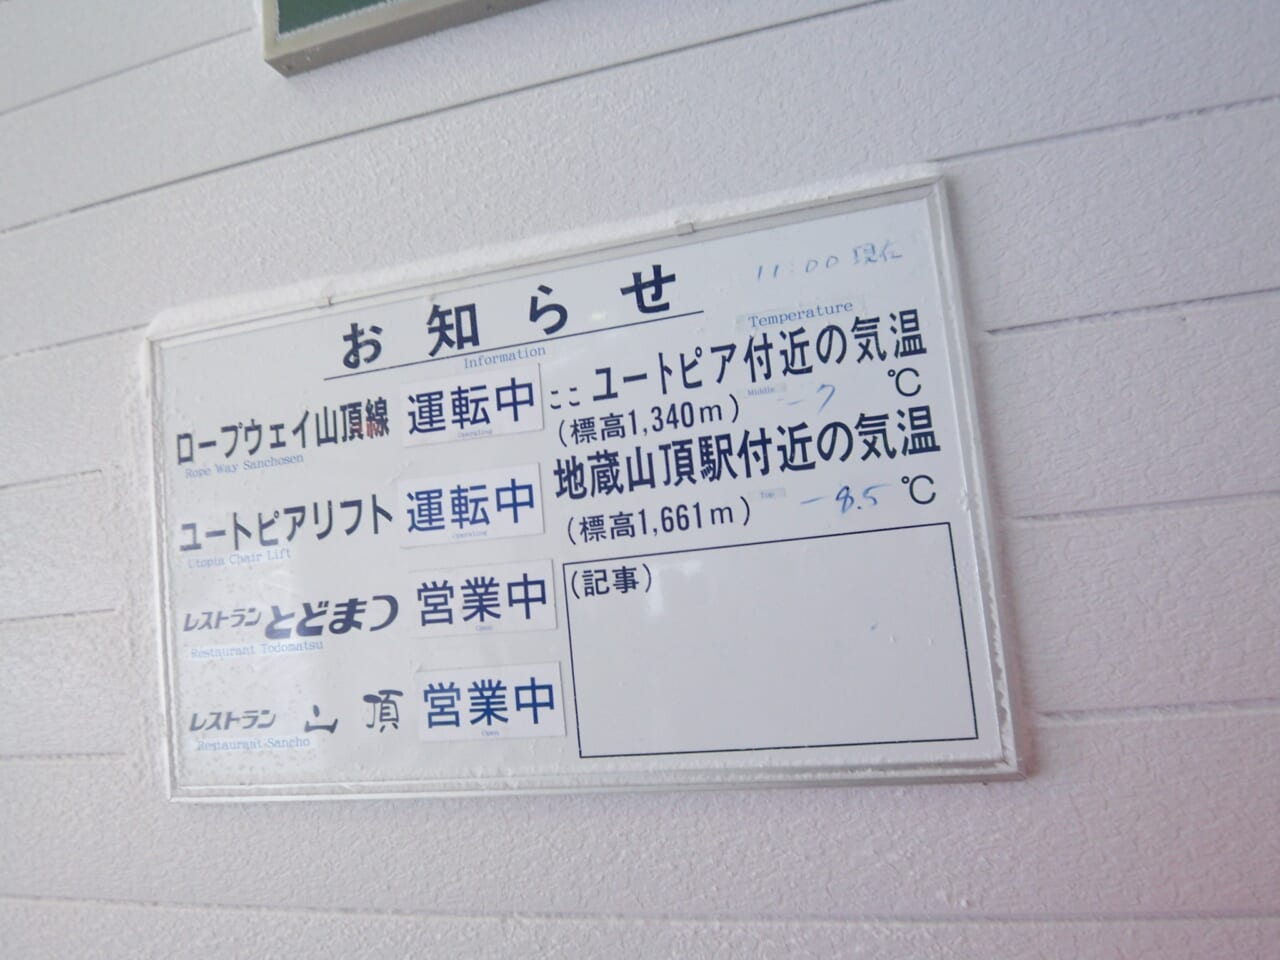 お知らせ
Information
11:00 現在
ロープウェイ山頂線 運転中
Rope Way Sanchosen
Operating
ユートピアリフト 運転中
Utopia Chair Lift
Operating
レストランとどまつ 営業中
Restaurant Todomatsu
Open
レストラン 山頂 営業中
Restaurant Sancho
Open
Temperature
ここ ユートピア付近の気温
(標高1,340m) Middle -7 ℃
地蔵山頂駅付近の気温
(標高1,661m) Top -8.5 ℃
(記事)